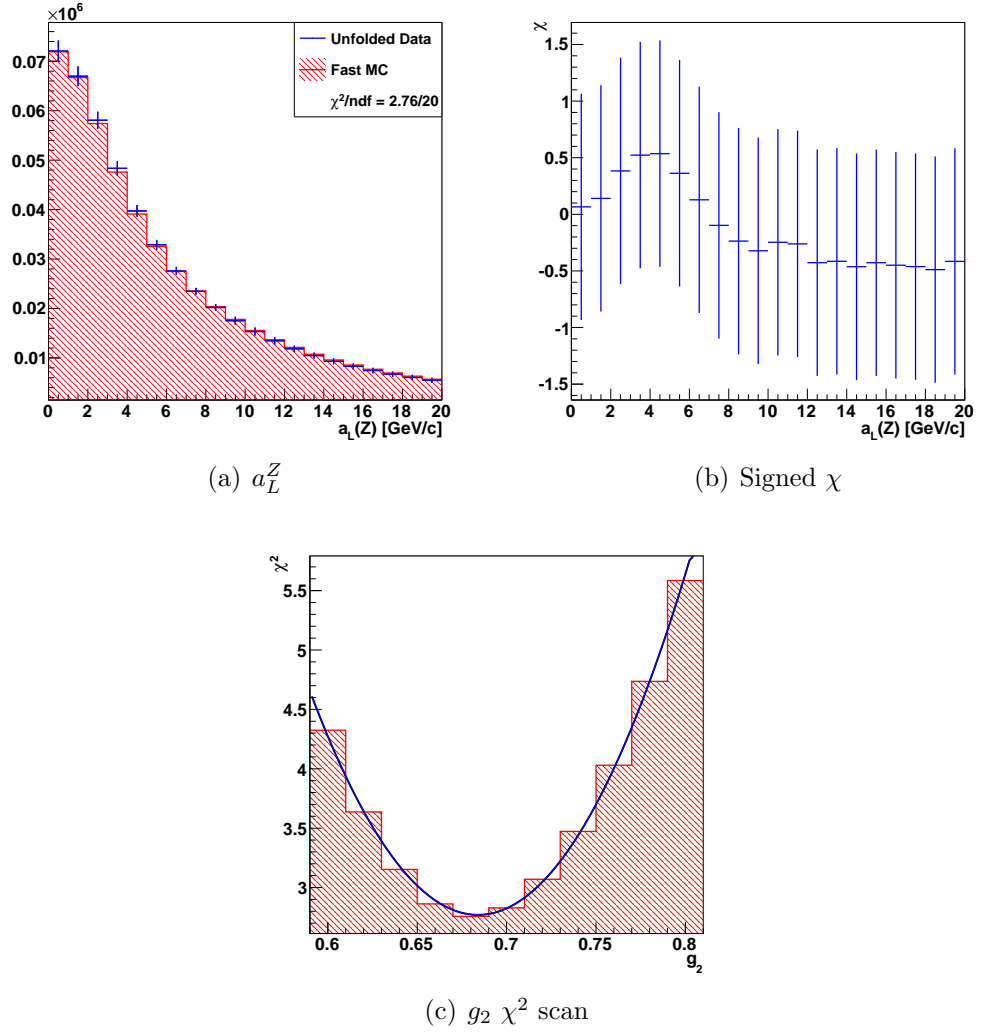 ×10⁶
0.07
0.06
0.05
0.04
0.03
0.02
0.01
Unfolded Data
Fast MC
χ²/ndf = 2.76/20
0 2 4 6 8 10 12 14 16 18 20
a_L(Z) [GeV/c]
(a) a_L^Z
χ
1.5
1
0.5
0
-0.5
-1
-1.5
0 2 4 6 8 10 12 14 16 18 20
a_L(Z) [GeV/c]
(b) Signed χ
χ²
5.5
5
4.5
4
3.5
3
0.6 0.65 0.7 0.75 0.8
g₂
(c) g₂ χ² scan